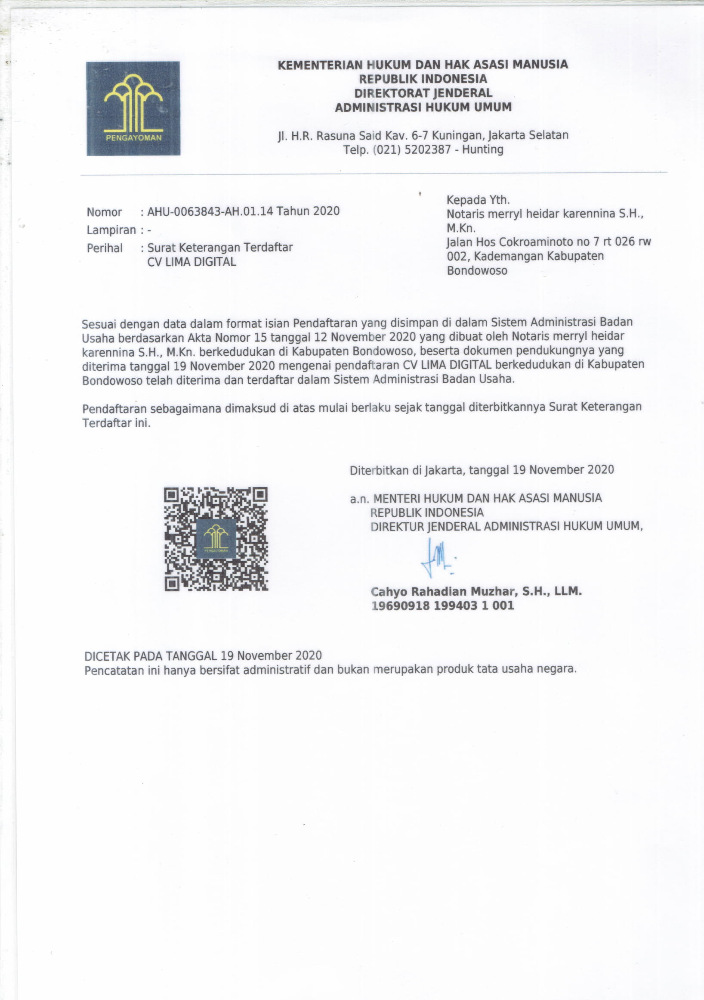 PENGAYOMAN
KEMENTERIAN HUKUM DAN HAK ASASI MANUSIA
REPUBLIK INDONESIA
DIREKTORAT JENDERAL
ADMINISTRASI HUKUM UMUM
Jl. H.R. Rasuna Said Kav. 6-7 Kuningan, Jakarta Selatan
Telp. (021) 5202387 - Hunting
Nomor : AHU-0063843-AH.01.14 Tahun 2020
Lampiran : -
Perihal : Surat Keterangan Terdaftar
CV LIMA DIGITAL
Kepada Yth.
Notaris merryl heidar karennina S.H.,
M.Kn.
Jalan Hos Cokroaminoto no 7 rt 026 rw
002, Kademangan Kabupaten
Bondowoso
Sesuai dengan data dalam format isian Pendaftaran yang disimpan di dalam Sistem Administrasi Badan
Usaha berdasarkan Akta Nomor 15 tanggal 12 November 2020 yang dibuat oleh Notaris merryl heidar
karennina S.H., M.Kn. berkedudukan di Kabupaten Bondowoso, beserta dokumen pendukungnya yang
diterima tanggal 19 November 2020 mengenai pendaftaran CV LIMA DIGITAL berkedudukan di Kabupaten
Bondowoso telah diterima dan terdaftar dalam Sistem Administrasi Badan Usaha.
Pendaftaran sebagaimana dimaksud di atas mulai berlaku sejak tanggal diterbitkannya Surat Keterangan
Terdaftar ini.
Diterbitkan di Jakarta, tanggal 19 November 2020
a.n. MENTERI HUKUM DAN HAK ASASI MANUSIA
REPUBLIK INDONESIA
DIREKTUR JENDERAL ADMINISTRASI HUKUM UMUM,
PENGAYOMAN
Cahyo Rahadian Muzhar, S.H., LLM.
19690918 199403 1 001
DICETAK PADA TANGGAL 19 November 2020
Pencatatan ini hanya bersifat administratif dan bukan merupakan produk tata usaha negara.